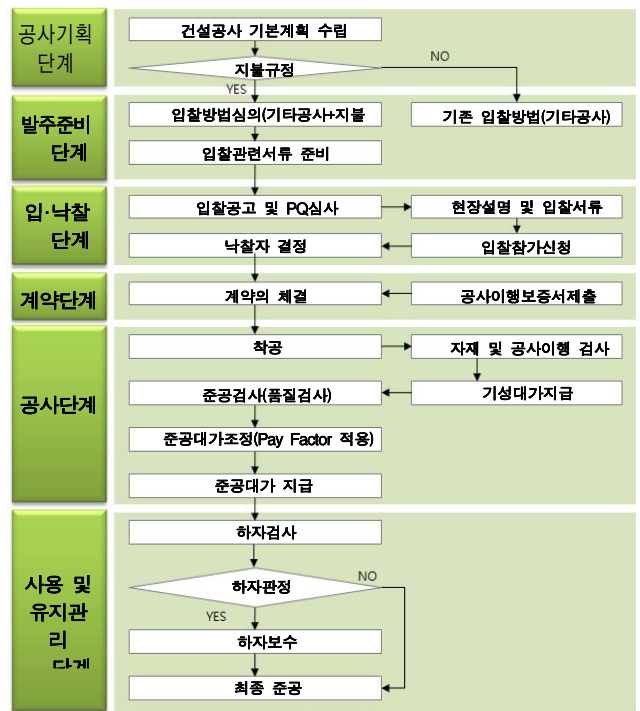 공사기획
단계
건설공사 기본계획 수립
지불규정
NO
YES
발주준비
단계
입찰방법심의(기타공사+지불
기존 입찰방법(기타공사)
입찰관련서류 준비
입·낙찰
단계
입찰공고 및 PQ심사
현장설명 및 입찰서류
낙찰자 결정
입찰참가신청
계약단계
계약의 체결
공사이행보증서제출
공사단계
착공
자재 및 공사이행 검사
준공검사(품질검사)
기성대가지급
준공대가조정(Pay Factor 적용)
준공대가 지급
사용 및
유지관
리
단계
하자검사
하자판정
NO
YES
하자보수
최종 준공